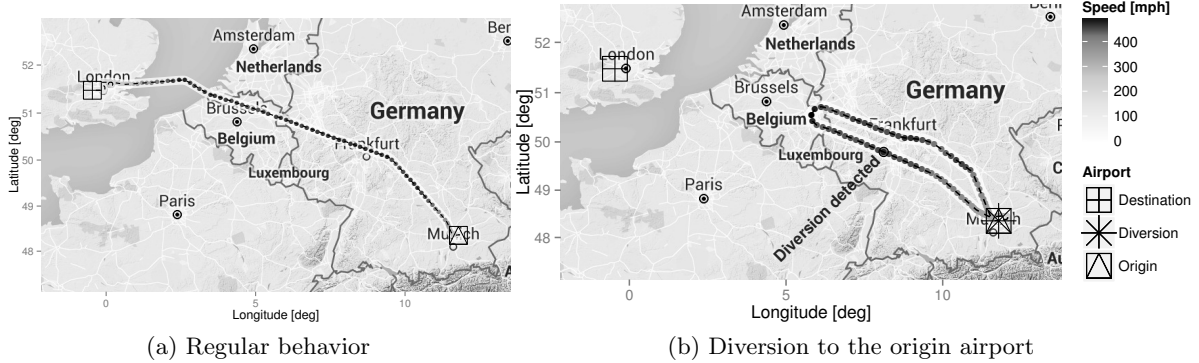 Amsterdam
Ber
Netherlands
London
Germany
Brussels
Belgium
Frankfurt
Luxembourg
Paris
Munich
A
52
51
50
49
48
Latitude [deg]
0
5
10
Longitude [deg]
(a) Regular behavior
Amsterdam
Ber
Netherlands
London
Germany
Brussels
Belgium
Frankfurt
Luxembourg
Paris
Diversion detected
Munich
P
C
Au
52
51
50
49
48
Latitude [deg]
0
5
10
Longitude [deg]
(b) Diversion to the origin airport
Speed [mph]
400
300
200
100
0
Airport
Destination
Diversion
Origin